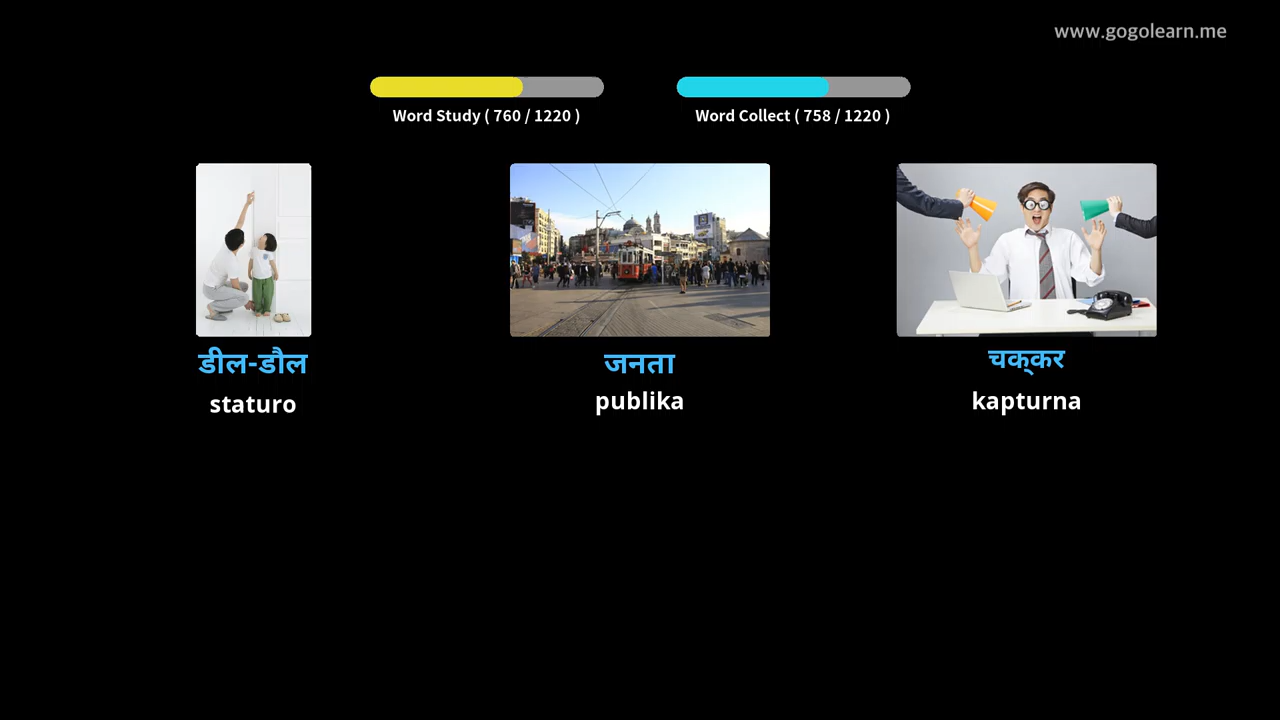 www.gogolearn.me
Word Study ( 760 / 1220 )
Word Collect ( 758 / 1220 )
डील-डौल
staturo
जनता
publika
चक्‌कर
kapturna